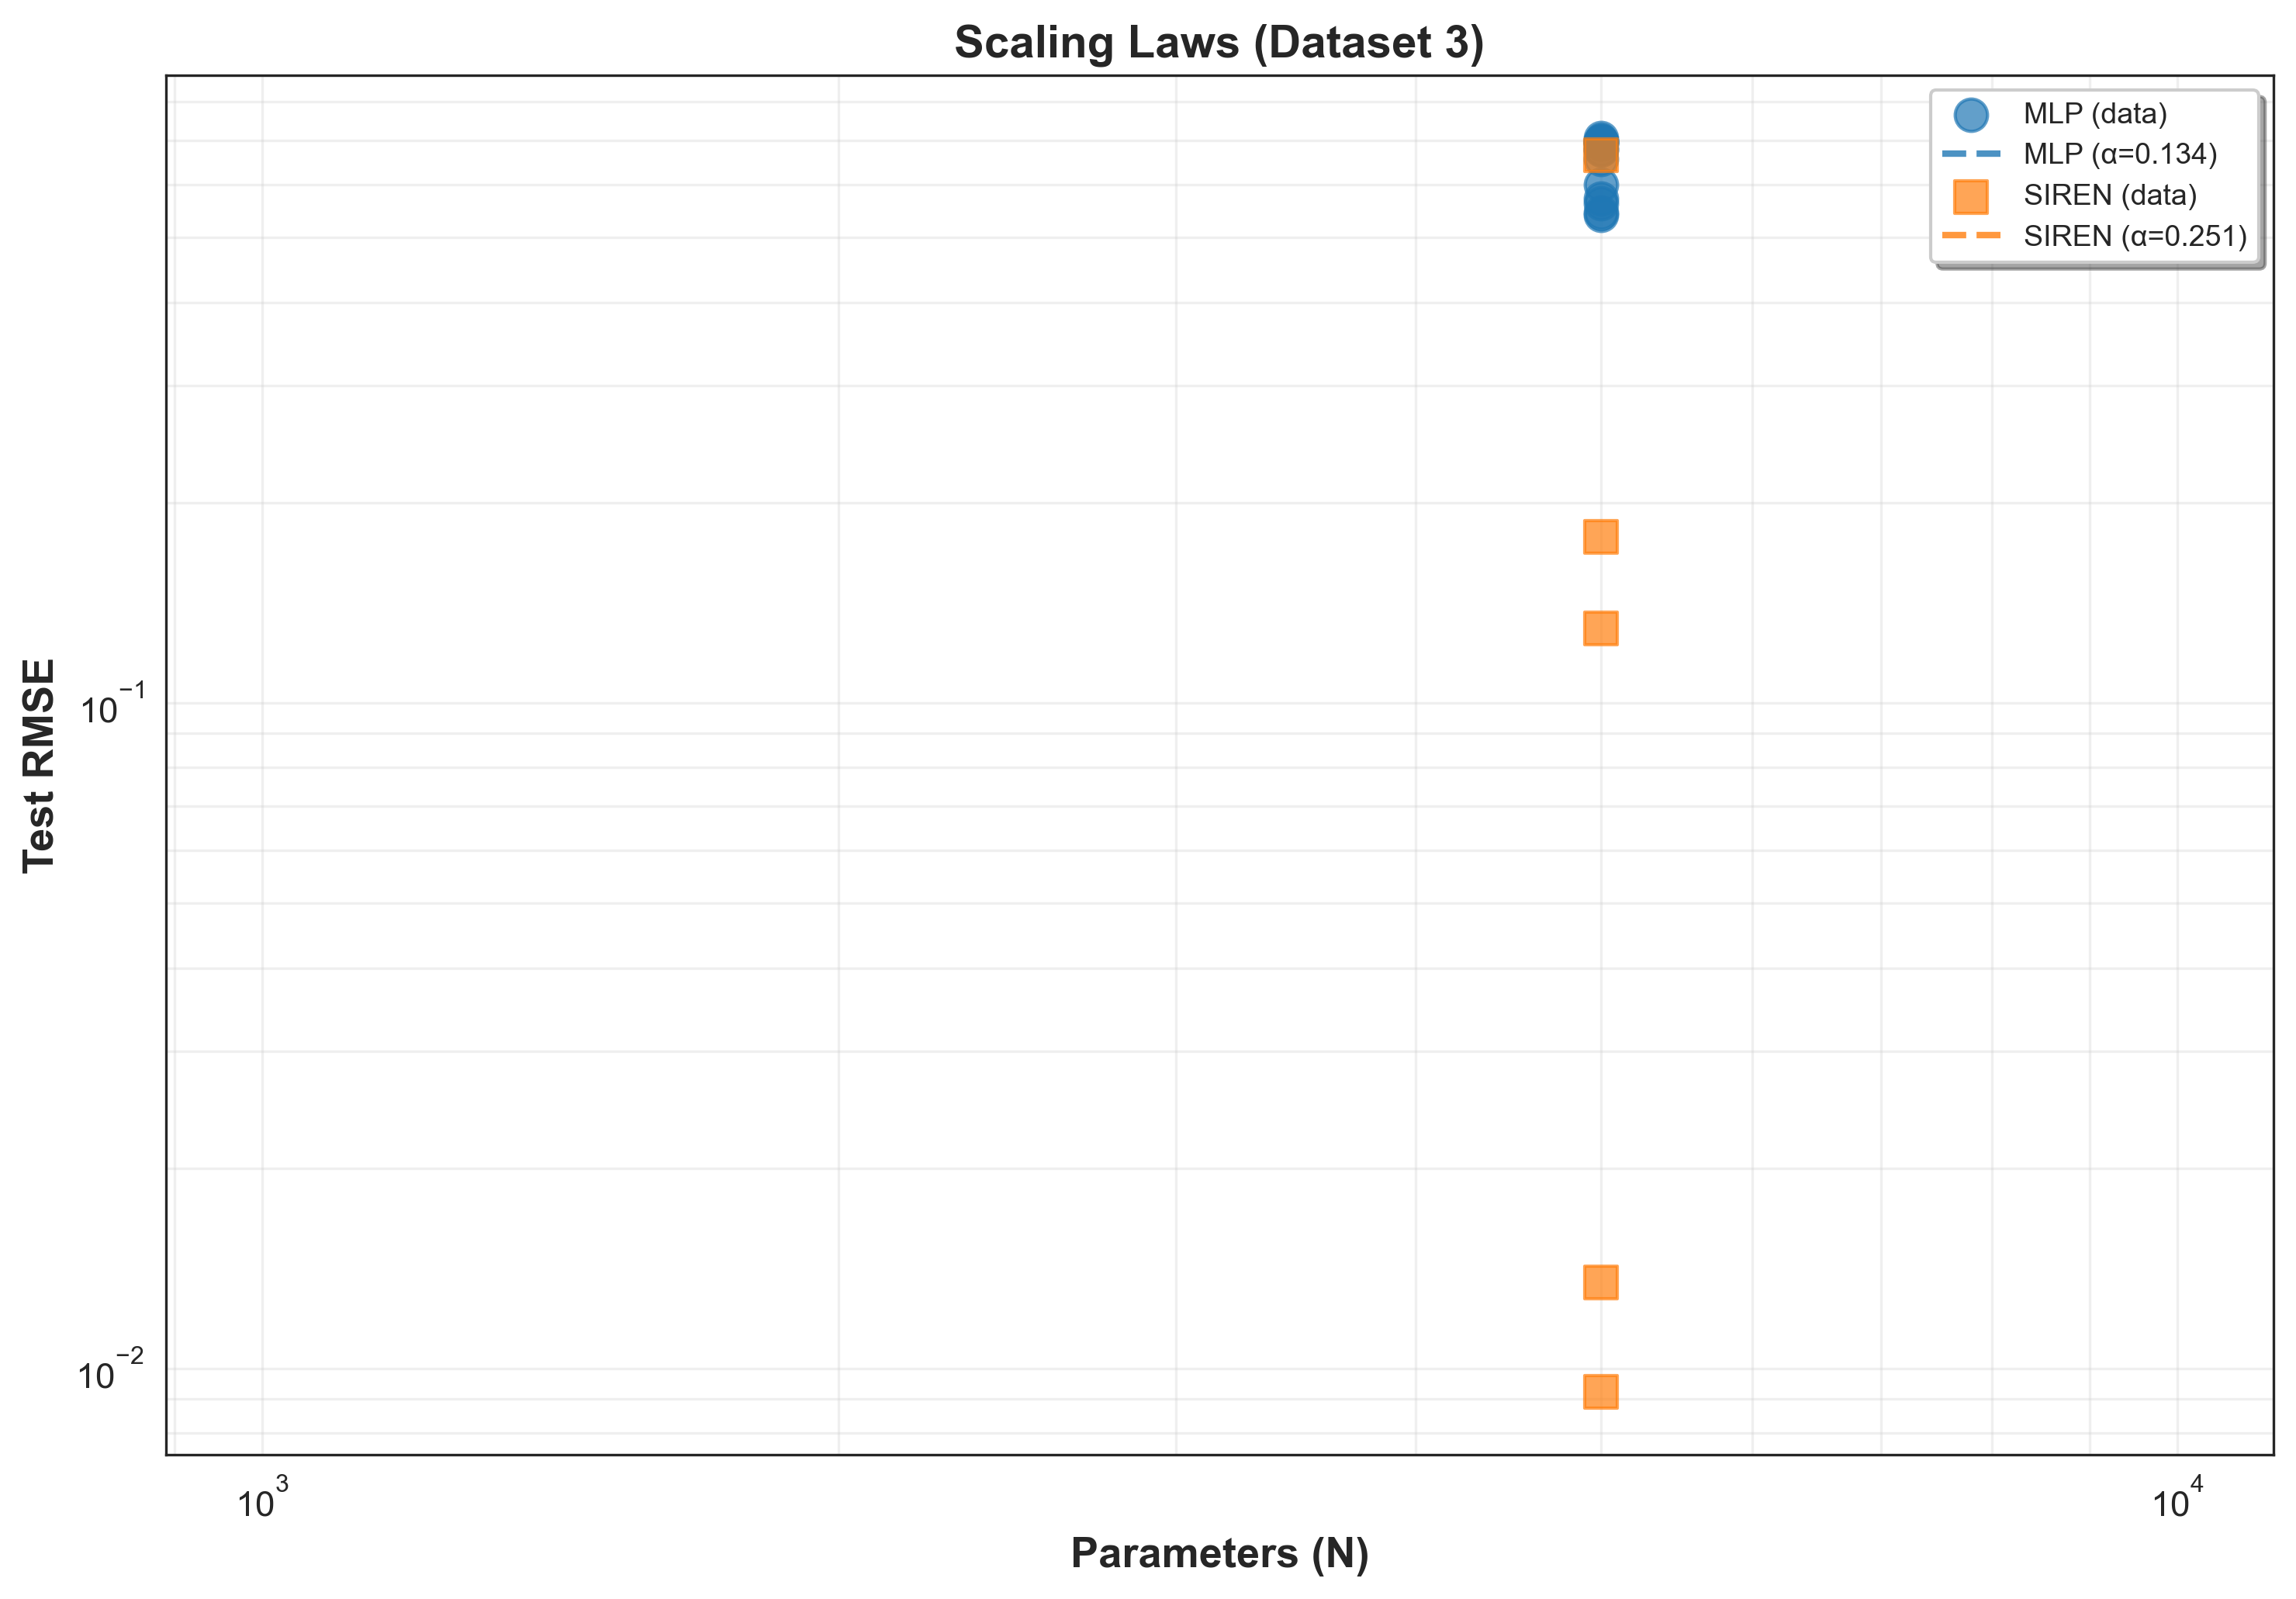 Scaling Laws (Dataset 3)
MLP (data)
MLP (α=0.134)
SIREN (data)
SIREN (α=0.251)
Test RMSE
10⁻¹
10⁻²
10³
10⁴
Parameters (N)